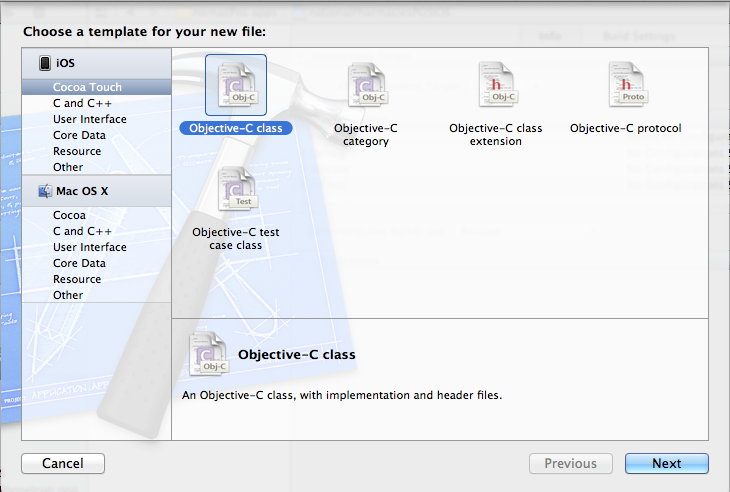 Choose a template for your new file:
iOS
Cocoa Touch
C and C++
User Interface
Core Data
Resource
Other
Mac OS X
Cocoa
C and C++
User Interface
Core Data
Resource
Other
Obj-C
Objective-C class
Obj-C
Objective-C
category
Obj-C
Objective-C class
extension
Proto
Objective-C protocol
Test
Objective-C test
case class
Obj-C
Objective-C class
An Objective-C class, with implementation and header files.
Cancel
Previous
Next